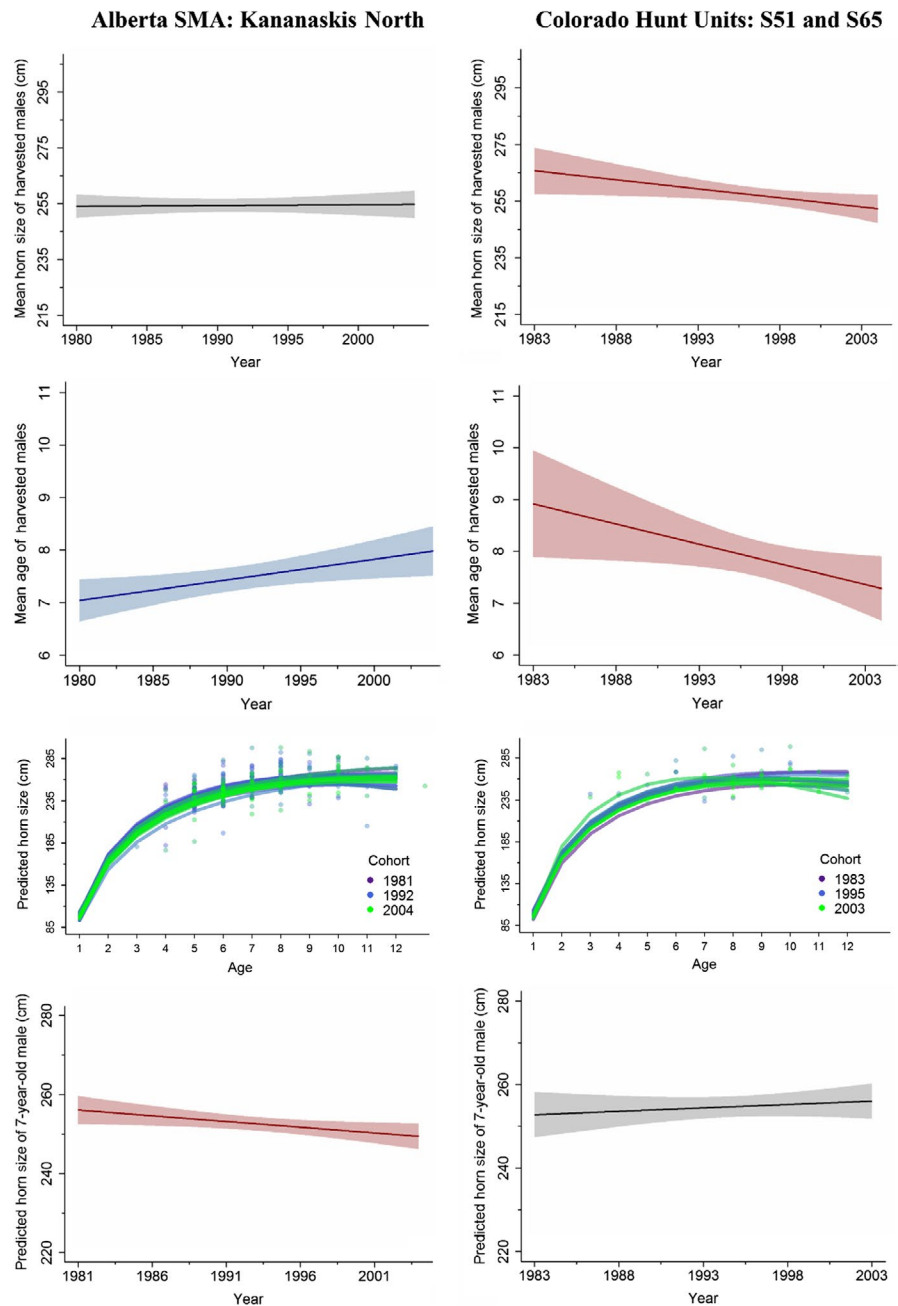 Alberta SMA: Kananaskis North
Colorado Hunt Units: S51 and S65
Mean horn size of harvested males (cm)
295
275
255
235
215
1980 1985 1990 1995 2000
Year
Mean horn size of harvested males (cm)
295
275
255
235
215
1983 1988 1993 1998 2003
Year
Mean age of harvested males
11
10
9
8
7
6
1980 1985 1990 1995 2000
Year
Mean age of harvested males
11
10
9
8
7
6
1983 1988 1993 1998 2003
Year
Predicted horn size (cm)
285
235
185
135
85
Cohort
1981
1992
2004
1 2 3 4 5 6 7 8 9 10 11 12
Age
Predicted horn size (cm)
285
235
185
135
85
Cohort
1983
1995
2003
1 2 3 4 5 6 7 8 9 10 11 12
Age
Predicted horn size of 7-year-old male (cm)
280
260
240
220
1981 1986 1991 1996 2001
Year
Predicted horn size of 7-year-old male (cm)
280
260
240
220
1983 1988 1993 1998 2003
Year